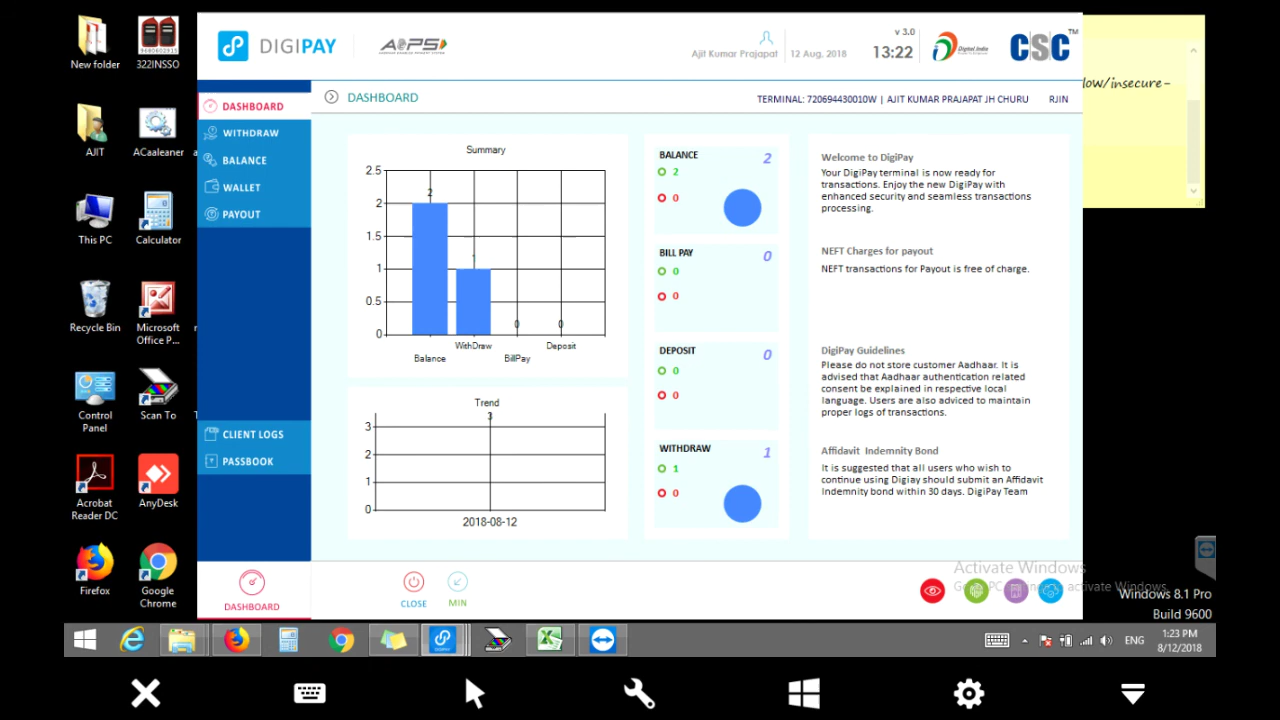 DIGIPAY
AEPS
Ajit Kumar Prajapat
12 Aug, 2018
v 3.0
13:22
Digital India
CSC TM
low/insecure-
New folder
322INSSO
AJIT
ACaaleaner
This PC
Calculator
Recycle Bin
Microsoft Office P...
Control Panel
Scan To
Acrobat Reader DC
AnyDesk
Firefox
Google Chrome
DASHBOARD
WITHDRAW
BALANCE
WALLET
PAYOUT
CLIENT LOGS
PASSBOOK
DASHBOARD
DASHBOARD
TERMINAL: 720694430010W | AJIT KUMAR PRAJAPAT JH CHURU RJIN
Summary
2.5
2
1.5
1
0.5
0
2
1
0
0
Balance
WithDraw
BillPay
Deposit
Trend
3
3
2
1
0
2018-08-12
BALANCE 2
2
0
BILL PAY 0
0
0
DEPOSIT 0
0
0
WITHDRAW 1
1
0
Welcome to DigiPay
Your DigiPay terminal is now ready for
transactions. Enjoy the new DigiPay with
enhanced security and seamless transactions
processing.
NEFT Charges for payout
NEFT transactions for Payout is free of charge.
DigiPay Guidelines
Please do not store customer Aadhaar. It is
advised that Aadhaar authentication related
consent be explained in respective local
language. Users are also adviced to maintain
proper logs of transactions.
Affidavit Indemnity Bond
It is suggested that all users who wish to
continue using Digiay should submit an Affidavit
Indemnity bond within 30 days. DigiPay Team
CLOSE
MIN
Activate Windows
activate Windows.
Windows 8.1 Pro
Build 9600
ENG
1:23 PM
8/12/2018